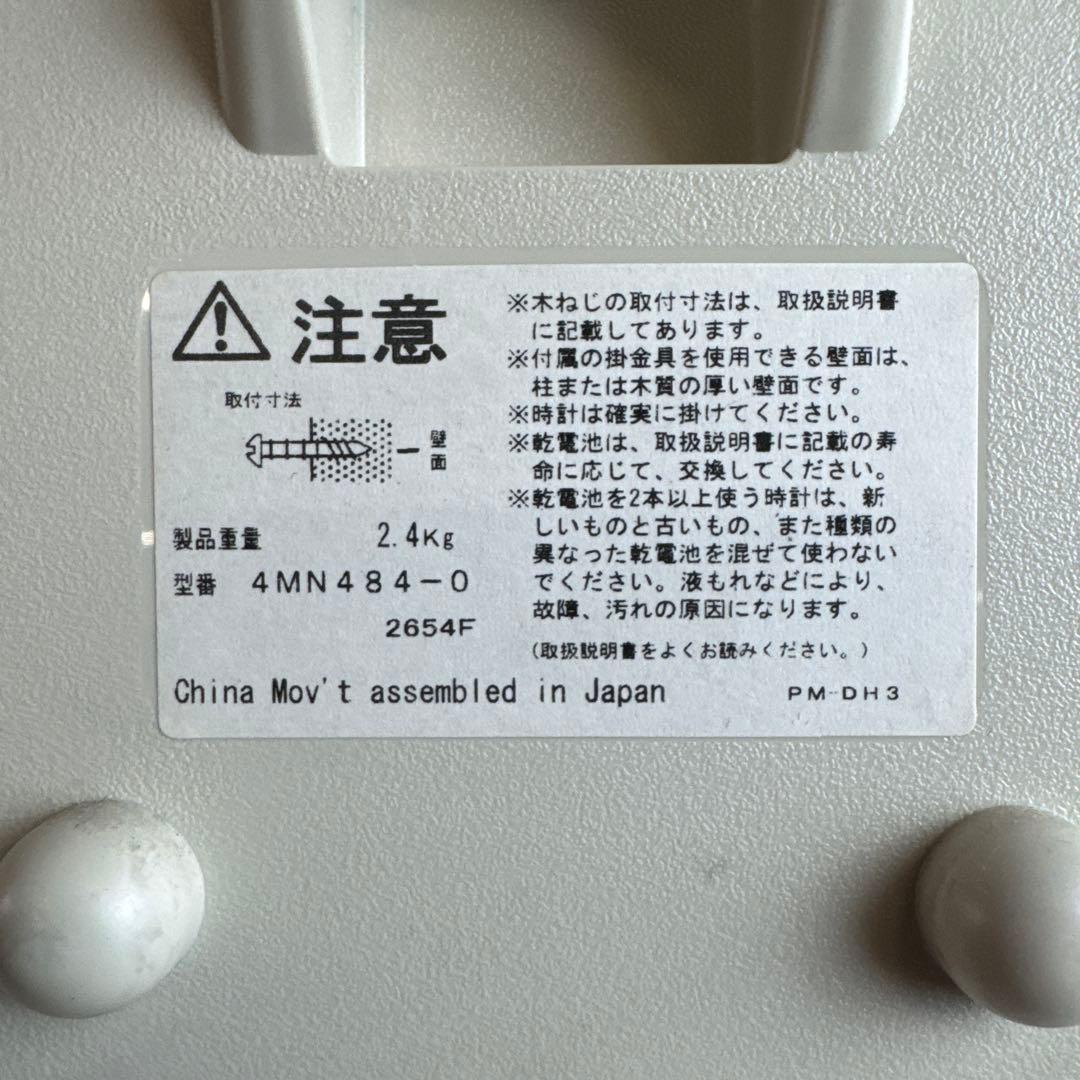 注意
取付寸法
壁面
製品重量 2.4Kg
型番 4MN484-0
2654F
※木ねじの取付寸法は、取扱説明書
に記載してあります。
※付属の掛金具を使用できる壁面は、
柱または木質の厚い壁面です。
※時計は確実に掛けてください。
※乾電池は、取扱説明書に記載の寿
命に応じて、交換してください。
※乾電池を2本以上使う時計は、新
しいものと古いもの、また種類の
異なった乾電池を混ぜて使わない
でください。液もれなどにより、
故障、汚れの原因になります。
(取扱説明書をよくお読みください。)
China Mov't assembled in Japan
PM-DH3